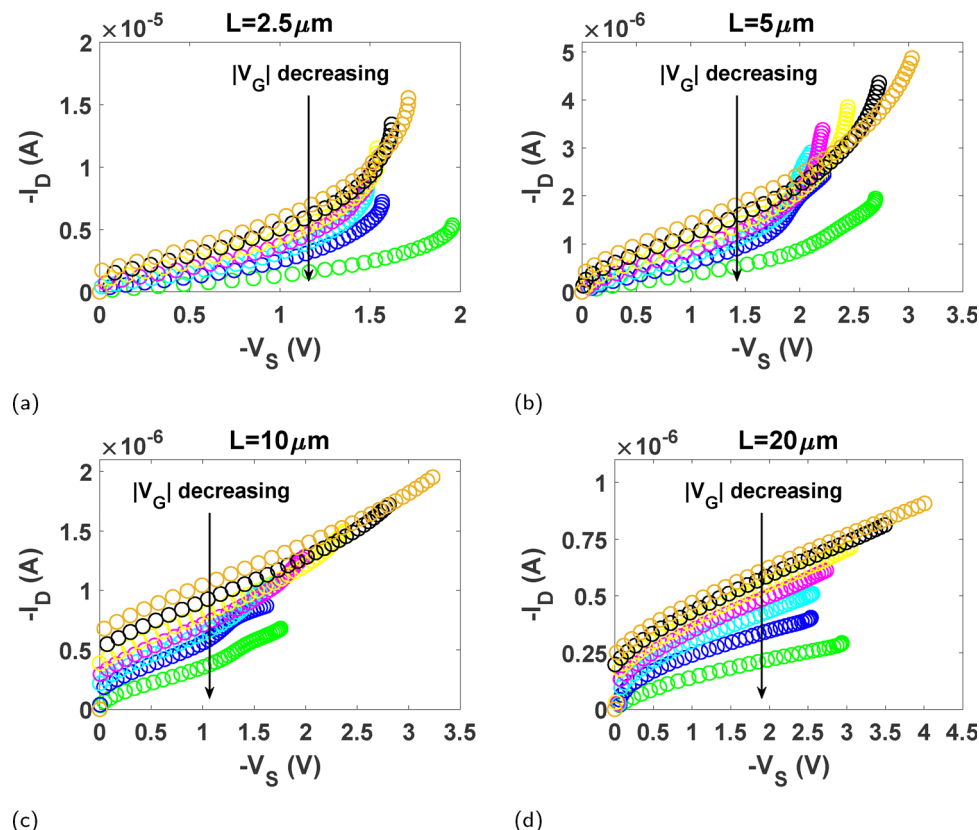 L=2.5μm
×10⁻⁵
2
1.5
1
0.5
0
|V_G| decreasing
-I_D (A)
0 0.5 1 1.5 2
-V_S (V)
(a)
L=5μm
×10⁻⁶
5
4
3
2
1
0
|V_G| decreasing
-I_D (A)
0 0.5 1 1.5 2 2.5 3 3.5
-V_S (V)
(b)
L=10μm
×10⁻⁶
2
1.5
1
0.5
0
|V_G| decreasing
-I_D (A)
0 0.5 1 1.5 2 2.5 3 3.5
-V_S (V)
(c)
L=20μm
×10⁻⁶
1
0.75
0.5
0.25
0
|V_G| decreasing
-I_D (A)
0 0.5 1 1.5 2 2.5 3 3.5 4 4.5
-V_S (V)
(d)